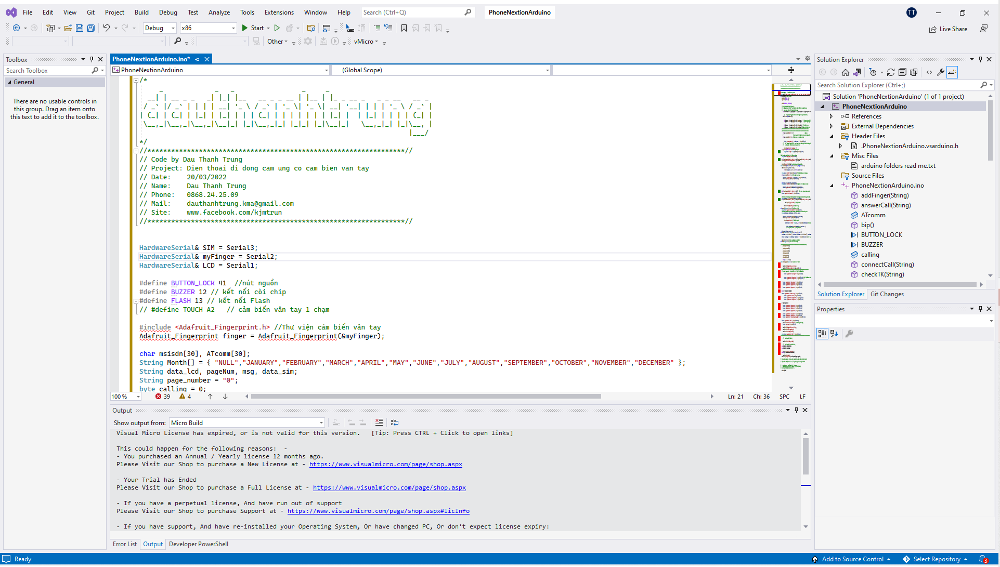 File Edit View Git Project Build Debug Test Analyze Tools Extensions Window Help Search (Ctrl+Q) PhoneNextionArduino TT
Debug x86 Start Live Share
Other vMicro
Toolbox
Search Toolbox
General
There are no usable controls in
this group. Drag an item onto
this text to add it to the toolbox.
PhoneNextionArduino.ino*
PhoneNextionArduino (Global Scope)
/*
*/
//*****************************************************************//
// Code by Dau Thanh Trung
// Project: Dien thoai di dong cam ung co cam bien van tay
// Date:    20/03/2022
// Name:    Dau Thanh Trung
// Phone:   0868.24.25.09
// Mail:    dauthanhtrung.kma@gmail.com
// Site:    www.facebook.com/kjmtrun
//*****************************************************************//
HardwareSerial& SIM = Serial3;
HardwareSerial& myFinger = Serial2;
HardwareSerial& LCD = Serial1;
#define BUTTON_LOCK 41  //nút nguồn
#define BUZZER 12 // kết nối còi chip
#define FLASH 13 // kết nối Flash
// #define TOUCH A2   // cảm biến vân tay 1 chạm
#include <Adafruit_Fingerprint.h> //Thư viện cảm biến vân tay
Adafruit_Fingerprint finger = Adafruit_Fingerprint(&myFinger);
char msisdn[30], ATcomm[30];
String Month[] = { "NULL","JANUARY","FEBRUARY","MARCH","APRIL","MAY","JUNE","JULY","AUGUST","SEPTEMBER","OCTOBER","NOVEMBER","DECEMBER" };
String data_lcd, pageNum, msg, data_sim;
String page_number = "0";
byte calling = 0;
100 % 39 4 Ln: 21 Ch: 36 SPC LF
Output
Show output from: Micro Build
Visual Micro License has expired, or is not valid for this version.   [Tip: Press CTRL + Click to open links]
This could happen for the following reasons:  -
- You purchased an Annual / Yearly license 12 months ago.
Please Visit our Shop to purchase a New License at - https://www.visualmicro.com/page/shop.aspx
- Your Trial has Ended
Please Visit our Shop to purchase a Full License at - https://www.visualmicro.com/page/shop.aspx
- If you have a perpetual license, And have run out of support
Please Visit our Shop to purchase Support at - https://www.visualmicro.com/page/shop.aspx#licInfo
- If you have support, And have re-installed your Operating System, Or have changed PC, Or don't expect license expiry:
Error List Output Developer PowerShell
Solution Explorer
Search Solution Explorer (Ctrl+;)
Solution 'PhoneNextionArduino' (1 of 1 project)
PhoneNextionArduino
References
External Dependencies
Header Files
.PhoneNextionArduino.vsarduino.h
Misc Files
arduino folders read me.txt
Source Files
PhoneNextionArduino.ino
addFinger(String)
answerCall(String)
ATcomm
bip()
BUTTON_LOCK
BUZZER
calling
connectCall(String)
checkTK(String)
Solution Explorer Git Changes
Properties
Ready Add to Source Control Select Repository 3